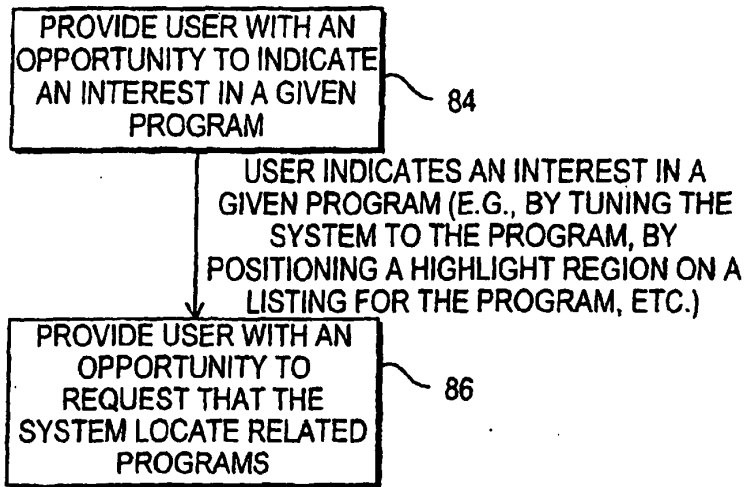 PROVIDE USER WITH AN
OPPORTUNITY TO INDICATE
AN INTEREST IN A GIVEN
PROGRAM
84
USER INDICATES AN INTEREST IN A
GIVEN PROGRAM (E.G., BY TUNING THE
SYSTEM TO THE PROGRAM, BY
POSITIONING A HIGHLIGHT REGION ON A
LISTING FOR THE PROGRAM, ETC.)
PROVIDE USER WITH AN
OPPORTUNITY TO
REQUEST THAT THE
SYSTEM LOCATE RELATED
PROGRAMS
86